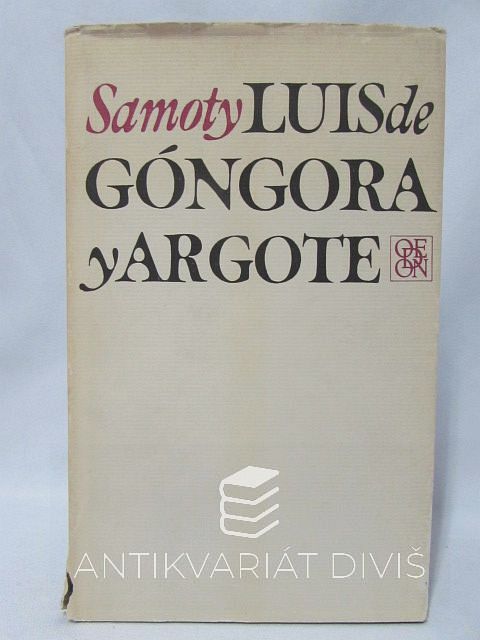 Samoty LUIS de
GÓNGORA
y ARGOTE
ODEON
ANTIKVARIÁT DIVIŠ